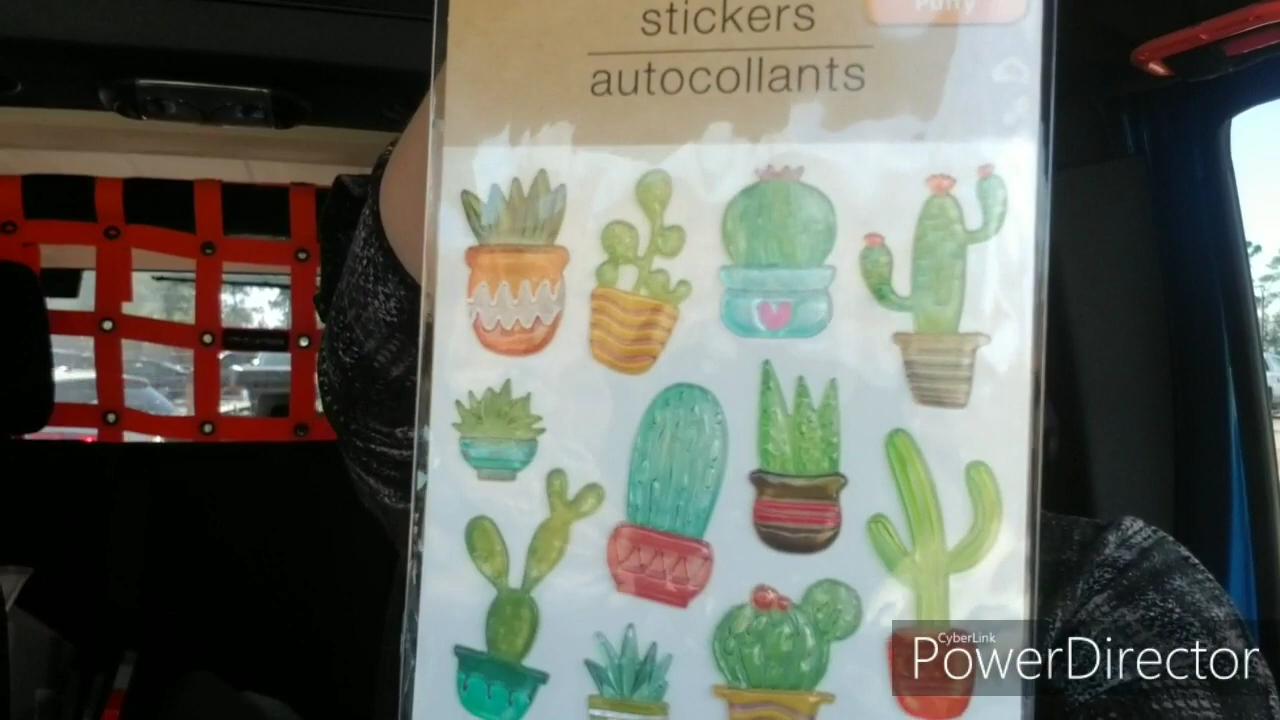 Puffy
stickers
autocollants
CyberLink
PowerDirector